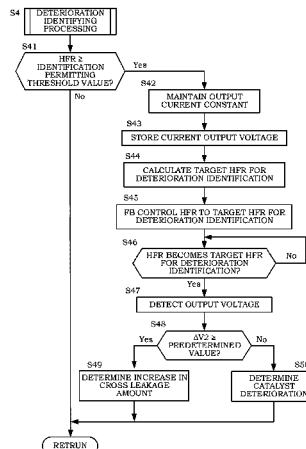 S4
DETERIORATION
IDENTIFYING
PROCESSING
S41
HFR ≥
IDENTIFICATION
PERMITTING
THRESHOLD VALUE?
Yes
No
S42
MAINTAIN OUTPUT
CURRENT CONSTANT
S43
STORE CURRENT OUTPUT VOLTAGE
S44
CALCULATE TARGET HFR FOR
DETERIORATION IDENTIFICATION
S45
FB CONTROL HFR TO TARGET HFR FOR
DETERIORATION IDENTIFICATION
S46
HFR BECOMES TARGET HFR
FOR DETERIORATION
IDENTIFICATION?
No
Yes
S47
DETECT OUTPUT VOLTAGE
S48
ΔV2 ≥
PREDETERMINED
VALUE?
Yes
No
S49
DETERMINE INCREASE IN
CROSS LEAKAGE
AMOUNT
S50
DETERMINE
CATALYST
DETERIORATION
RETRUN